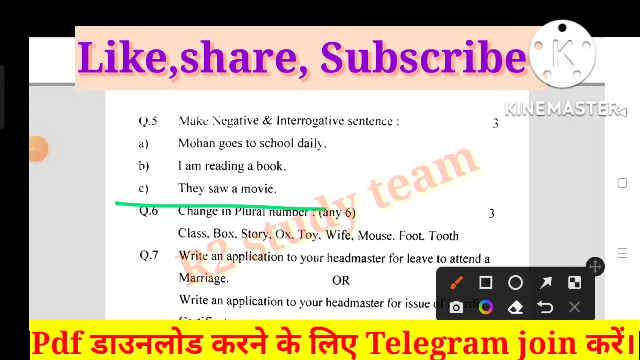 Like,share, Subscribe
KINEMASTER
Q.5 Make Negative & Interrogative sentence : 3
a) Mohan goes to school daily.
b) I am reading a book.
c) They saw a movie.
Q.6 Change in Plural number : (any 6) 3
Class, Box, Story, Ox, Toy, Wife, Mouse, Foot, Tooth
Q.7 Write an application to your headmaster for leave to attend a
Marriage. OR
Write an application to your headmaster for issue of
R2 Study team
Pdf डाउनलोड करने के लिए Telegram join करें।